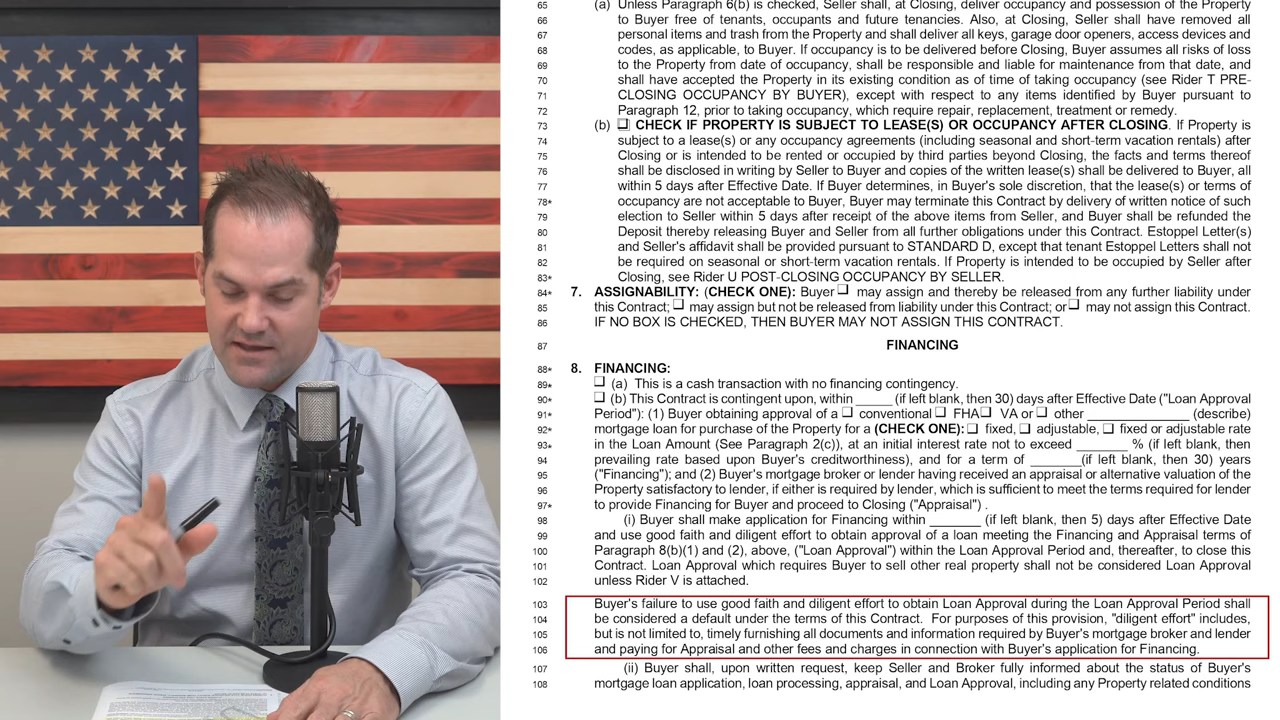 65 (a) Unless Paragraph 6(b) is checked, Seller shall, at Closing, deliver occupancy and possession of the Property
66 to Buyer free of tenants, occupants and future tenancies. Also, at Closing, Seller shall have removed all
67 personal items and trash from the Property and shall deliver all keys, garage door openers, access devices and
68 codes, as applicable, to Buyer. If occupancy is to be delivered before Closing, Buyer assumes all risks of loss
69 to the Property from date of occupancy, shall be responsible and liable for maintenance from that date, and
70 shall have accepted the Property in its existing condition as of time of taking occupancy (see Rider T PRE-
71 CLOSING OCCUPANCY BY BUYER), except with respect to any items identified by Buyer pursuant to
72 Paragraph 12, prior to taking occupancy, which require repair, replacement, treatment or remedy.
73 (b) ❑ CHECK IF PROPERTY IS SUBJECT TO LEASE(S) OR OCCUPANCY AFTER CLOSING. If Property is
74 subject to a lease(s) or any occupancy agreements (including seasonal and short-term vacation rentals) after
75 Closing or is intended to be rented or occupied by third parties beyond Closing, the facts and terms thereof
76 shall be disclosed in writing by Seller to Buyer and copies of the written lease(s) shall be delivered to Buyer, all
77 within 5 days after Effective Date. If Buyer determines, in Buyer's sole discretion, that the lease(s) or terms of
78* occupancy are not acceptable to Buyer, Buyer may terminate this Contract by delivery of written notice of such
79 election to Seller within 5 days after receipt of the above items from Seller, and Buyer shall be refunded the
80 Deposit thereby releasing Buyer and Seller from all further obligations under this Contract. Estoppel Letter(s)
81 and Seller's affidavit shall be provided pursuant to STANDARD D, except that tenant Estoppel Letters shall not
82 be required on seasonal or short-term vacation rentals. If Property is intended to be occupied by Seller after
83* Closing, see Rider U POST-CLOSING OCCUPANCY BY SELLER.
84* 7. ASSIGNABILITY: (CHECK ONE): Buyer ❑ may assign and thereby be released from any further liability under
85 this Contract; ❑ may assign but not be released from liability under this Contract; or ❑ may not assign this Contract.
86 IF NO BOX IS CHECKED, THEN BUYER MAY NOT ASSIGN THIS CONTRACT.
87 FINANCING
88* 8. FINANCING:
89* ❑ (a) This is a cash transaction with no financing contingency.
90* ❑ (b) This Contract is contingent upon, within _____ (if left blank, then 30) days after Effective Date ("Loan Approval
91* Period"): (1) Buyer obtaining approval of a ❑ conventional ❑ FHA ❑ VA or ❑ other ______________ (describe)
92* mortgage loan for purchase of the Property for a (CHECK ONE): ❑ fixed, ❑ adjustable, ❑ fixed or adjustable rate
93* in the Loan Amount (See Paragraph 2(c)), at an initial interest rate not to exceed _______ % (if left blank, then
94 prevailing rate based upon Buyer's creditworthiness), and for a term of _______(if left blank, then 30) years
95 ("Financing"); and (2) Buyer's mortgage broker or lender having received an appraisal or alternative valuation of the
96 Property satisfactory to lender, if either is required by lender, which is sufficient to meet the terms required for lender
97* to provide Financing for Buyer and proceed to Closing ("Appraisal") .
98 (i) Buyer shall make application for Financing within _______ (if left blank, then 5) days after Effective Date
99 and use good faith and diligent effort to obtain approval of a loan meeting the Financing and Appraisal terms of
100 Paragraph 8(b)(1) and (2), above, ("Loan Approval") within the Loan Approval Period and, thereafter, to close this
101 Contract. Loan Approval which requires Buyer to sell other real property shall not be considered Loan Approval
102 unless Rider V is attached.
103 Buyer's failure to use good faith and diligent effort to obtain Loan Approval during the Loan Approval Period shall
104 be considered a default under the terms of this Contract. For purposes of this provision, "diligent effort" includes,
105 but is not limited to, timely furnishing all documents and information required by Buyer's mortgage broker and lender
106 and paying for Appraisal and other fees and charges in connection with Buyer's application for Financing.
107 (ii) Buyer shall, upon written request, keep Seller and Broker fully informed about the status of Buyer's
108 mortgage loan application, loan processing, appraisal, and Loan Approval, including any Property related conditions